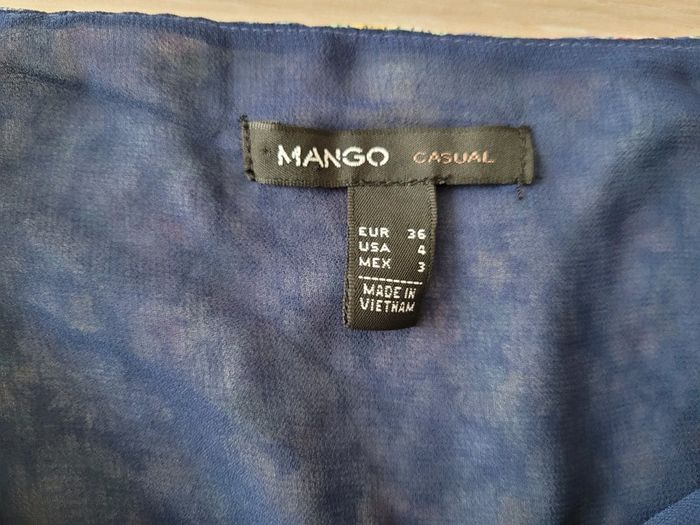 MANGO CASUAL
EUR 36
USA 4
MEX 3
MADE IN
VIETNAM